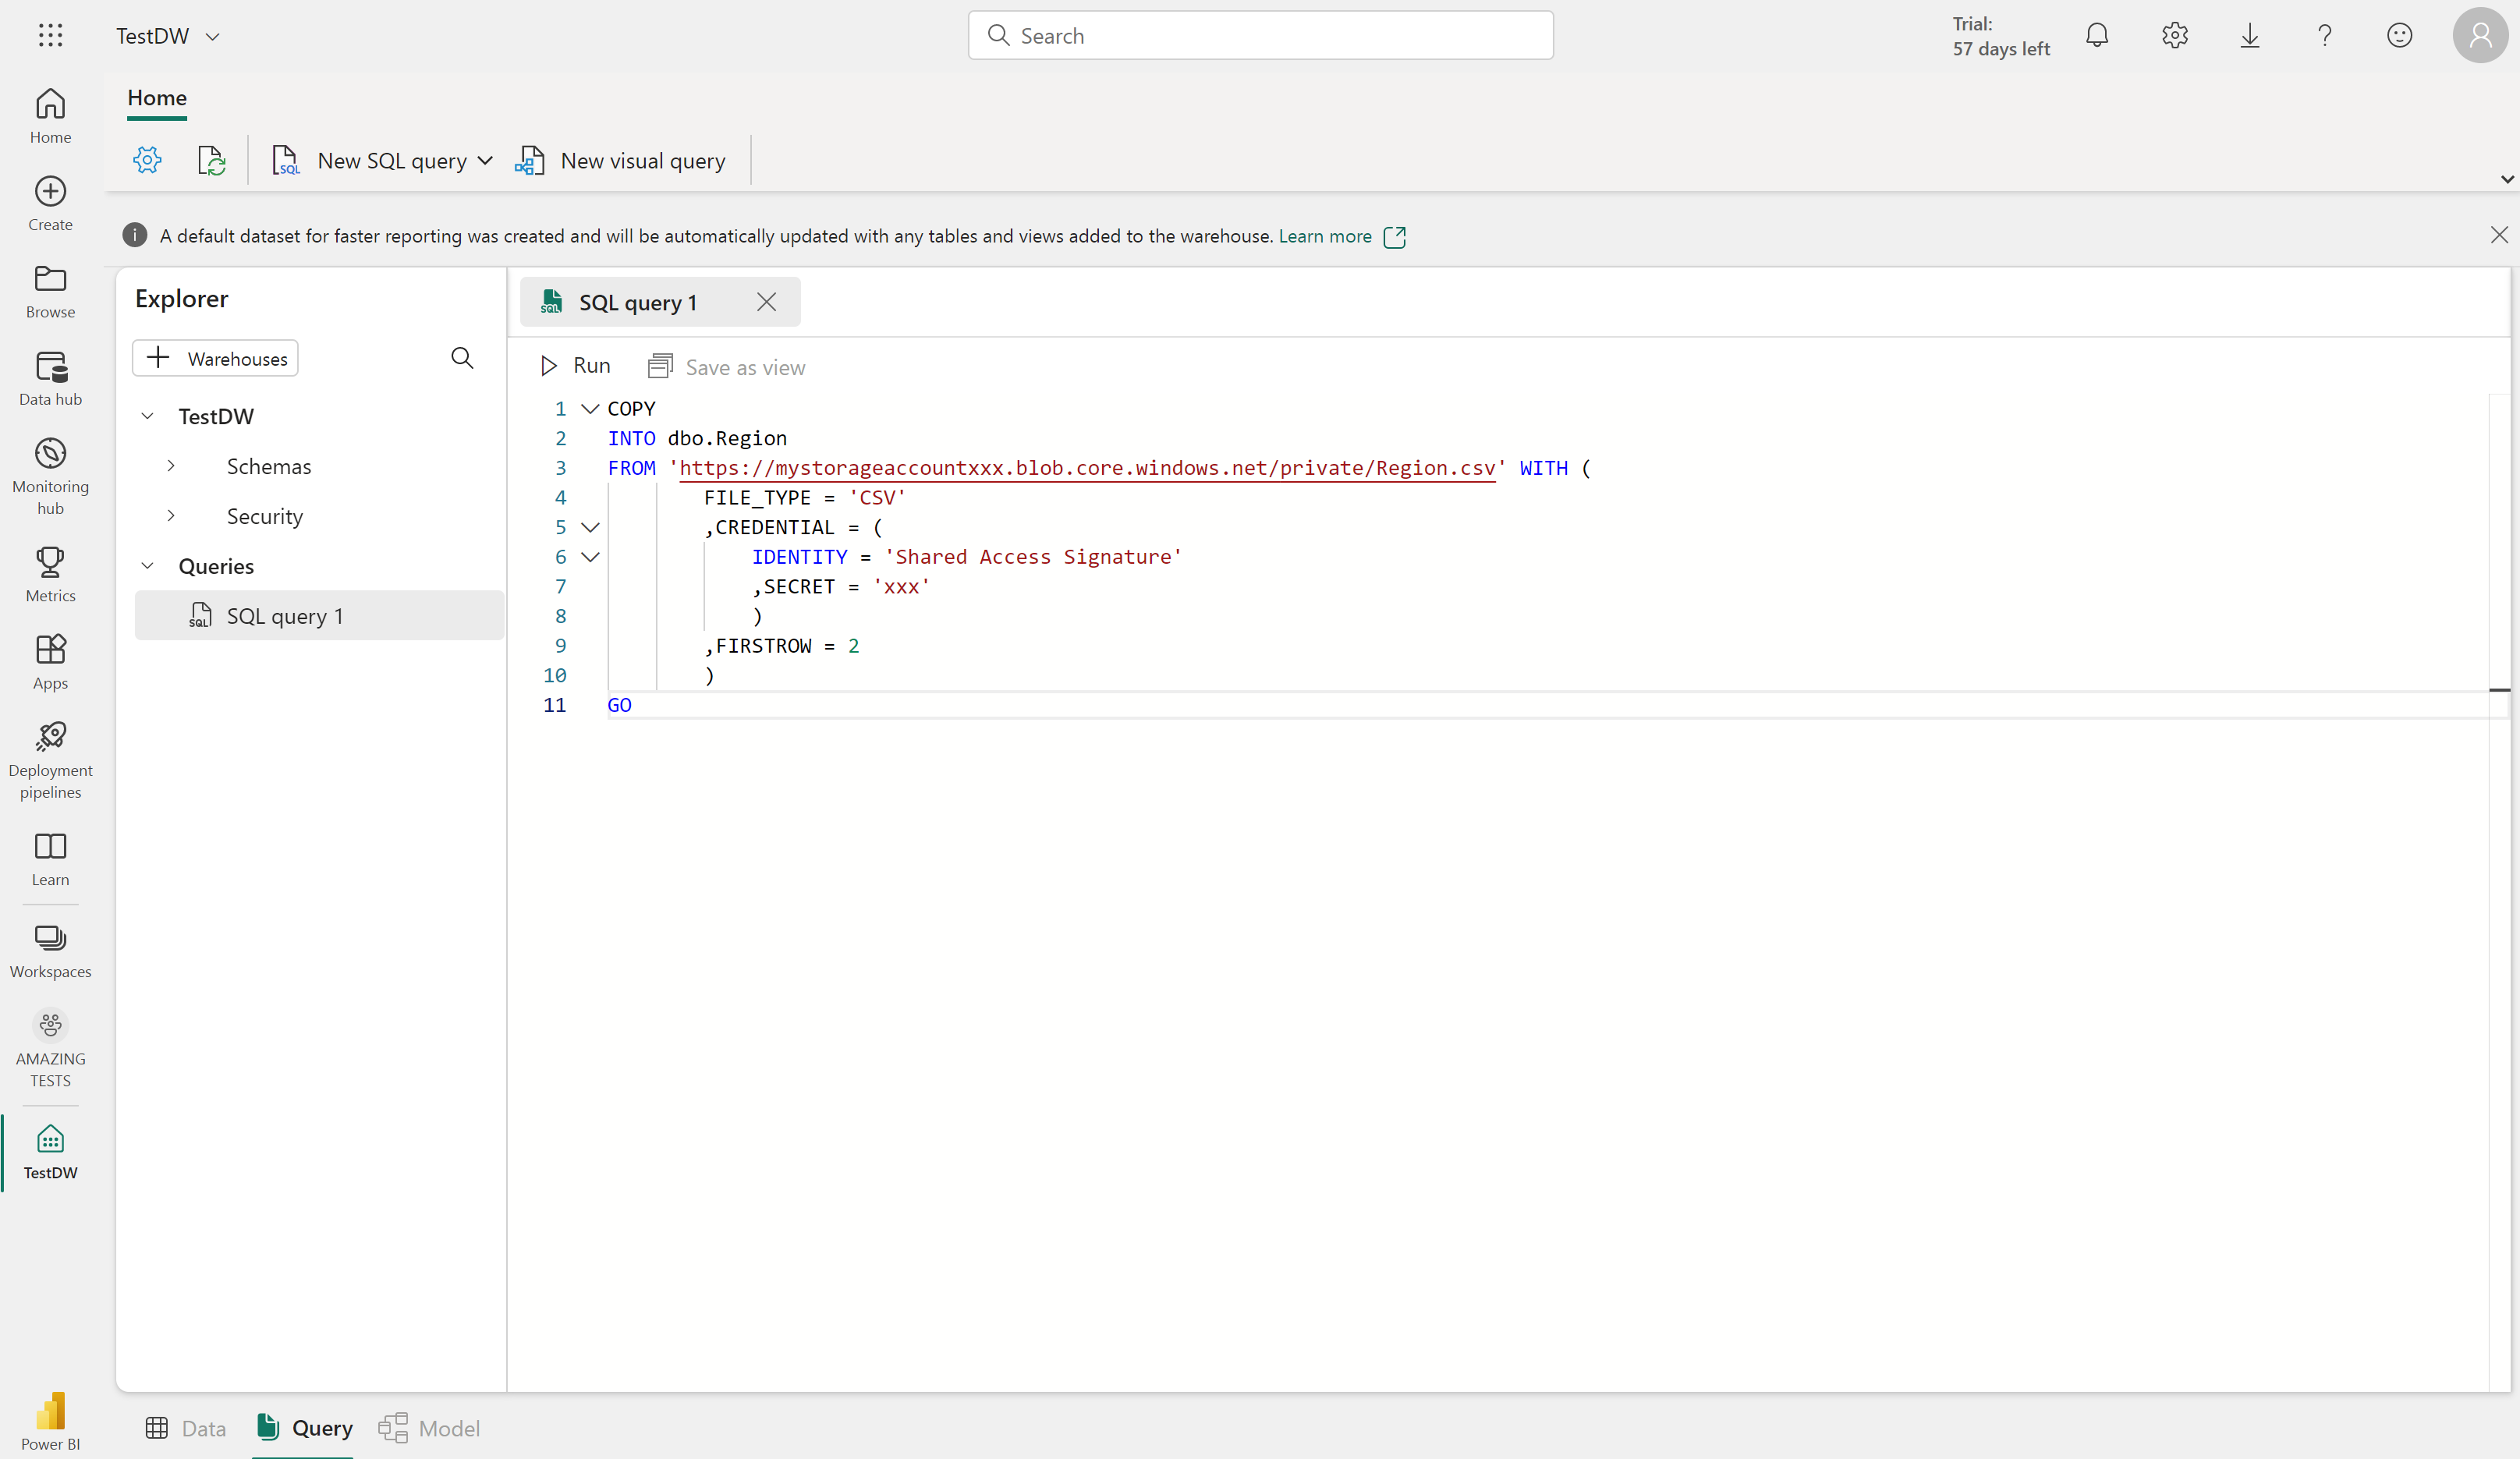 TestDW
Search
Trial:
57 days left
Home
New SQL query
SQL
New visual query
A default dataset for faster reporting was created and will be automatically updated with any tables and views added to the warehouse. Learn more
Home
Create
Browse
Data hub
Monitoring
hub
Metrics
Apps
Deployment
pipelines
Learn
Workspaces
AMAZING
TESTS
TestDW
Power BI
Explorer
Warehouses
TestDW
Schemas
Security
Queries
SQL
SQL query 1
SQL
SQL query 1
Run
Save as view
1 COPY
2 INTO dbo.Region
3 FROM 'https://mystorageaccountxxx.blob.core.windows.net/private/Region.csv' WITH (
4 FILE_TYPE = 'CSV'
5 ,CREDENTIAL = (
6 IDENTITY = 'Shared Access Signature'
7 ,SECRET = 'xxx'
8 )
9 ,FIRSTROW = 2
10 )
11 GO
Data
Query
Model